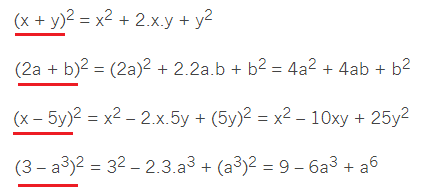 (x + y)² = x² + 2.x.y + y²
(2a + b)² = (2a)² + 2.2a.b + b² = 4a² + 4ab + b²
(x – 5y)² = x² – 2.x.5y + (5y)² = x² – 10xy + 25y²
(3 – a³)² = 3² – 2.3.a³ + (a³)² = 9 – 6a³ + a⁶